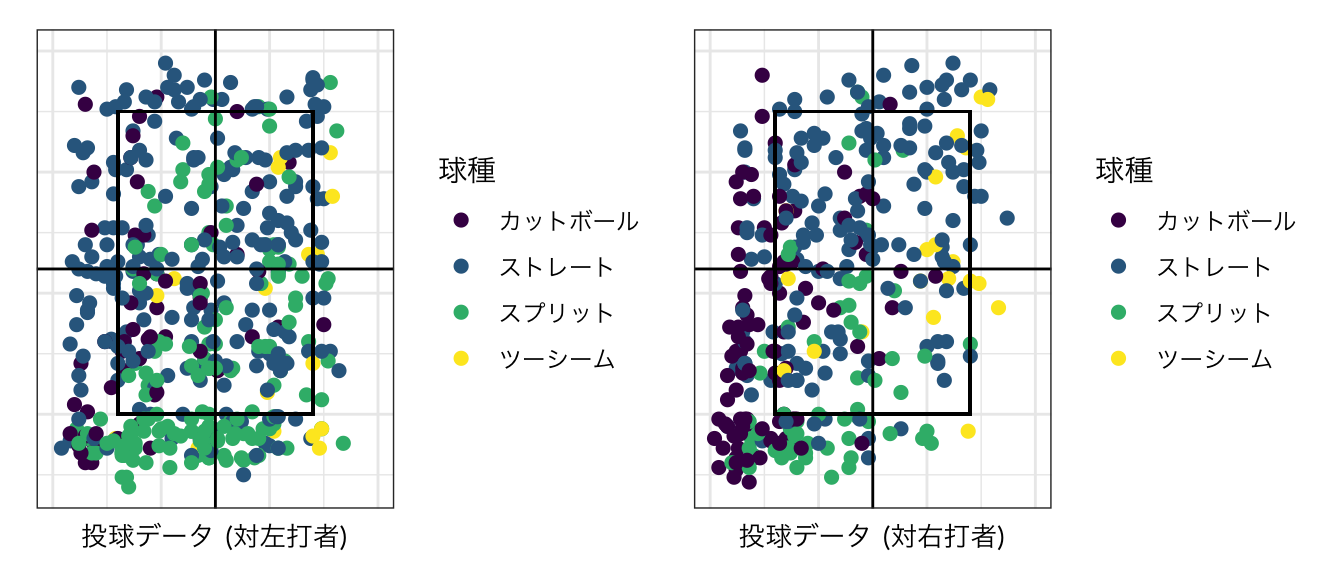 球種
カットボール
ストレート
スプリット
ツーシーム
投球データ (対左打者)
球種
カットボール
ストレート
スプリット
ツーシーム
投球データ (対右打者)